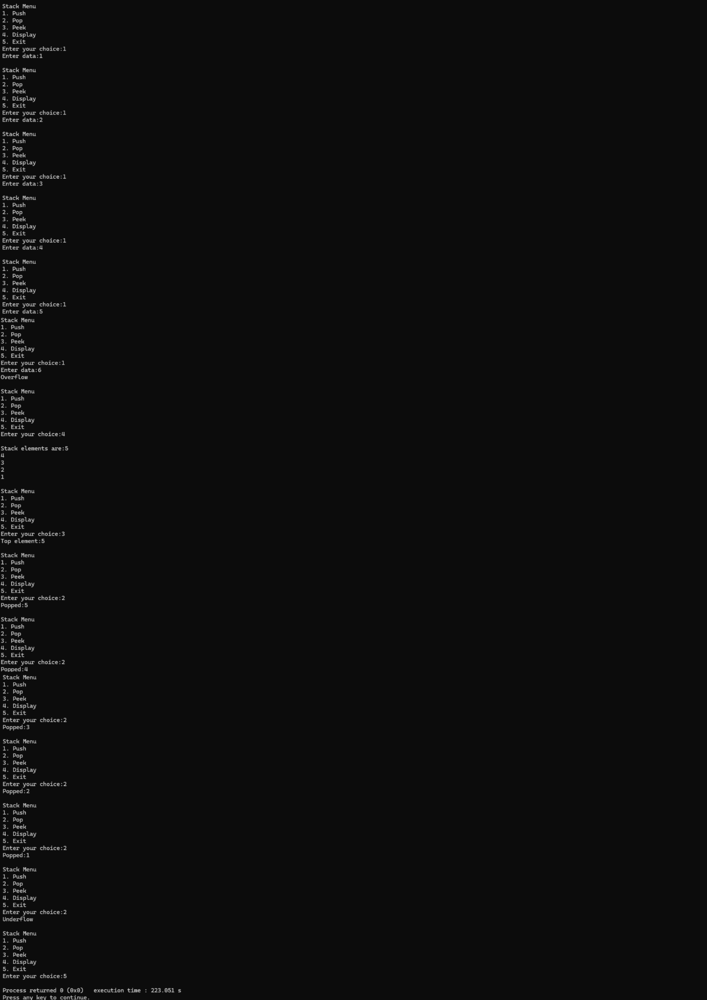 Stack Menu
1. Push
2. Pop
3. Peek
4. Display
5. Exit
Enter your choice:1
Enter data:1
Stack Menu
1. Push
2. Pop
3. Peek
4. Display
5. Exit
Enter your choice:1
Enter data:2
Stack Menu
1. Push
2. Pop
3. Peek
4. Display
5. Exit
Enter your choice:1
Enter data:3
Stack Menu
1. Push
2. Pop
3. Peek
4. Display
5. Exit
Enter your choice:1
Enter data:4
Stack Menu
1. Push
2. Pop
3. Peek
4. Display
5. Exit
Enter your choice:1
Enter data:5
Stack Menu
1. Push
2. Pop
3. Peek
4. Display
5. Exit
Enter your choice:1
Enter data:6
Overflow
Stack Menu
1. Push
2. Pop
3. Peek
4. Display
5. Exit
Enter your choice:4
Stack elements are:5
4
3
2
1
Stack Menu
1. Push
2. Pop
3. Peek
4. Display
5. Exit
Enter your choice:3
Top element:5
Stack Menu
1. Push
2. Pop
3. Peek
4. Display
5. Exit
Enter your choice:2
Popped:5
Stack Menu
1. Push
2. Pop
3. Peek
4. Display
5. Exit
Enter your choice:2
Popped:4
Stack Menu
1. Push
2. Pop
3. Peek
4. Display
5. Exit
Enter your choice:2
Popped:3
Stack Menu
1. Push
2. Pop
3. Peek
4. Display
5. Exit
Enter your choice:2
Popped:2
Stack Menu
1. Push
2. Pop
3. Peek
4. Display
5. Exit
Enter your choice:2
Popped:1
Stack Menu
1. Push
2. Pop
3. Peek
4. Display
5. Exit
Enter your choice:2
Underflow
Stack Menu
1. Push
2. Pop
3. Peek
4. Display
5. Exit
Enter your choice:5
Process returned 0 (0x0)   execution time : 223.051 s
Press any key to continue.